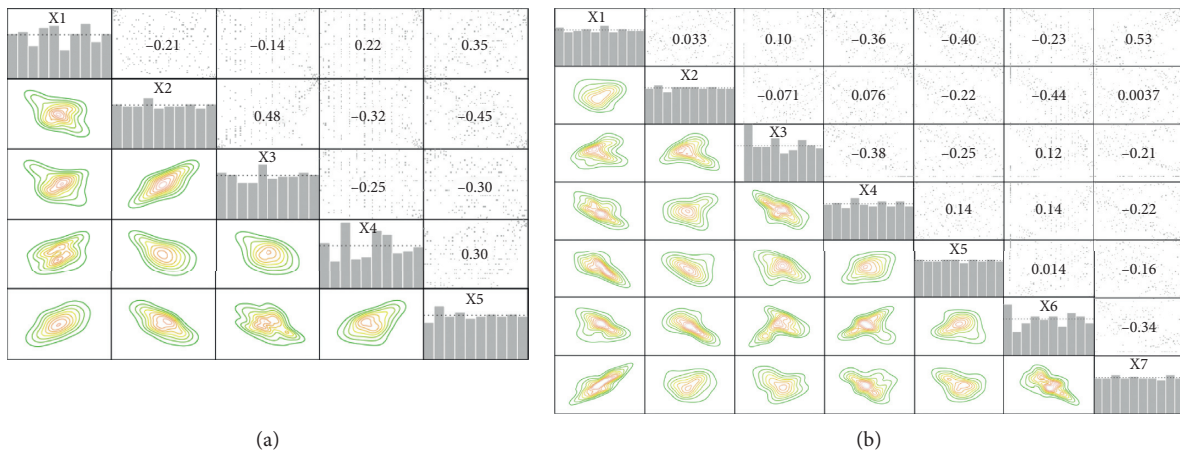 X1
–0.21 –0.14 0.22 0.35
X2
0.48 –0.32 –0.45
X3
–0.25 –0.30
X4
0.30
X5
(a)
X1
0.033 0.10 –0.36 –0.40 –0.23 0.53
X2
–0.071 0.076 –0.22 –0.44 0.0037
X3
–0.38 –0.25 0.12 –0.21
X4
0.14 0.14 –0.22
X5
0.014 –0.16
X6
–0.34
X7
(b)